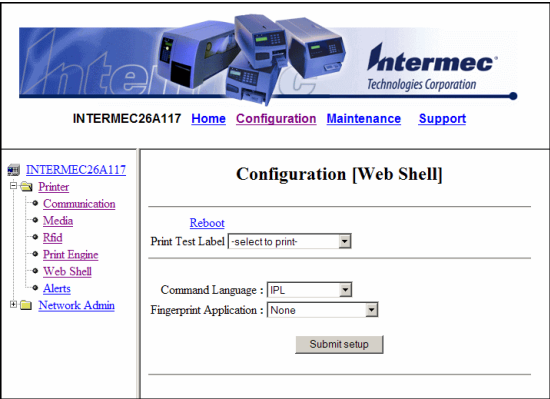 Inte
Intermec
Technologies Corporation
INTERMEC26A117 Home Configuration Maintenance Support
INTERMEC26A117
Printer
Communication
Media
Rfid
Print Engine
Web Shell
Alerts
Network Admin
Configuration [Web Shell]
Reboot
Print Test Label -select to print-
Command Language : IPL
Fingerprint Application : None
Submit setup